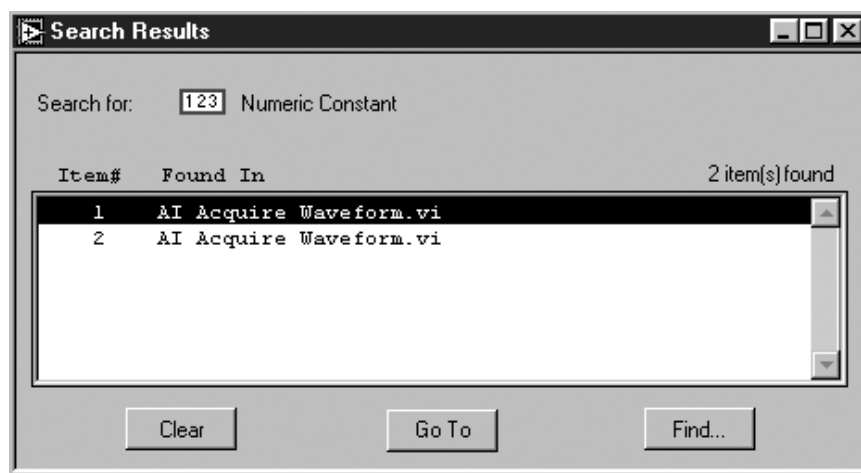 Search Results
Search for: 123 Numeric Constant
Item# Found In 2 item(s) found
1 AI Acquire Waveform.vi
2 AI Acquire Waveform.vi
Clear Go To Find...